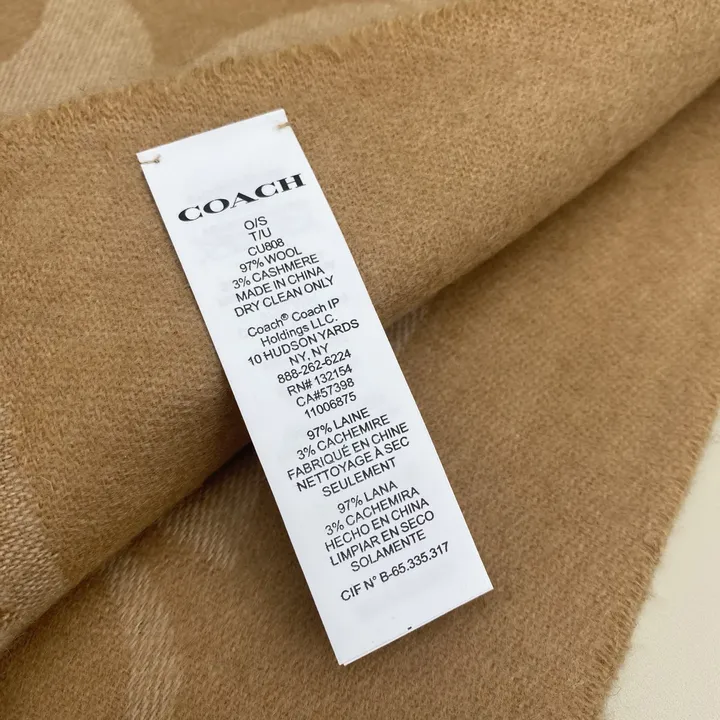 COACH
O/S
T/U
CU808
97% WOOL
3% CASHMERE
MADE IN CHINA
DRY CLEAN ONLY
Coach® Coach IP
Holdings LLC.
10 HUDSON YARDS
NY, NY
888-262-6224
RN# 132154
CA#57398
11006875
97% LAINE
3% CACHEMIRE
FABRIQUÉ EN CHINE
NETTOYAGE À SEC
SEULEMENT
97% LANA
3% CACHEMIRA
HECHO EN CHINA
LIMPIAR EN SECO
SOLAMENTE
CIF N° B-65.335.317